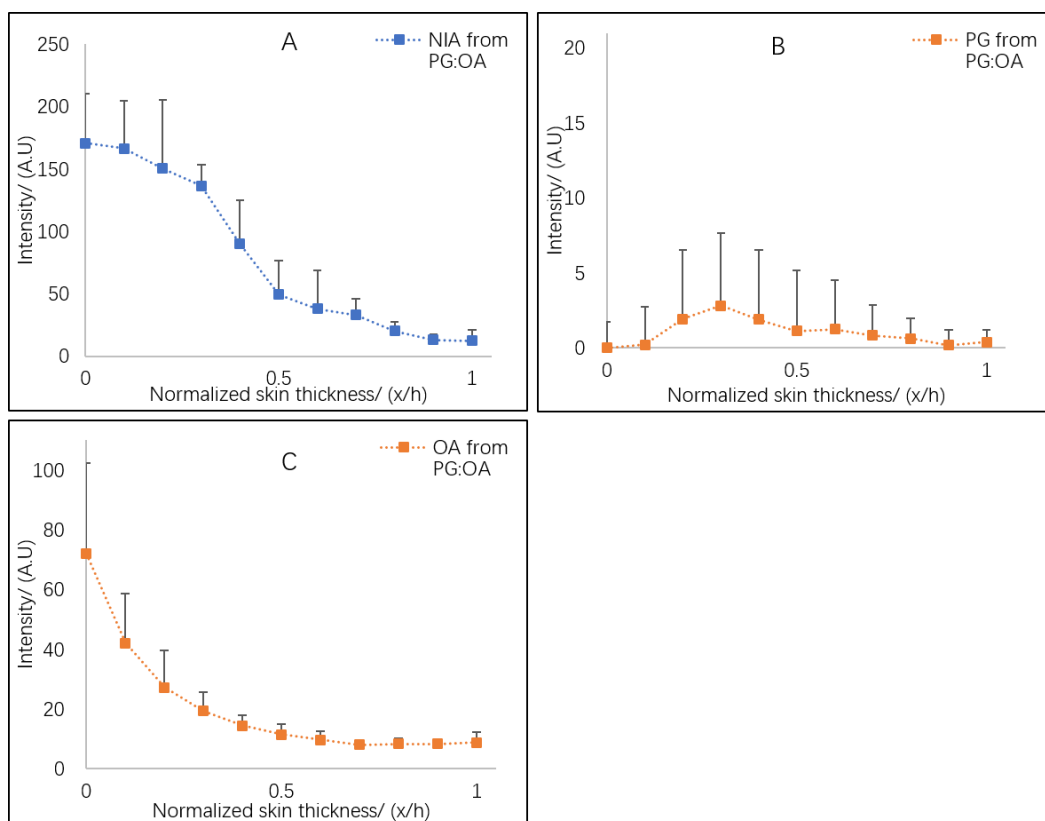 A
NIA from
PG:OA
250
200
150
100
50
0
Intensity/ (A.U)
0
0.5
1
Normalized skin thickness/ (x/h)
B
PG from
PG:OA
20
15
10
5
0
Intensity/ (A.U)
0
0.5
1
Normalized skin thickness/ (x/h)
C
OA from
PG:OA
100
80
60
40
20
0
Intensity/ (A.U)
0
0.5
1
Normalized skin thickness/ (x/h)